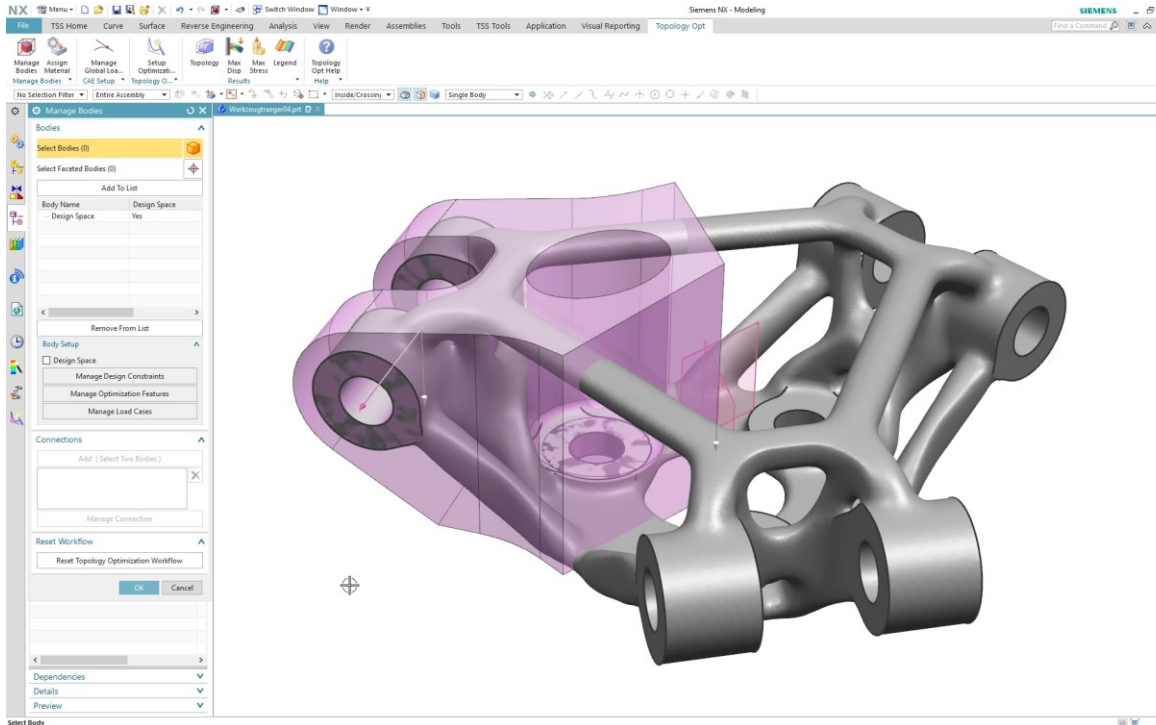 NX Menu Switch Window Window Siemens NX - Modeling SIEMENS
File TSS Home Curve Surface Reverse Engineering Analysis View Render Assemblies Tools TSS Tools Application Visual Reporting Topology Opt Find a Command
Manage Bodies Assign Material Manage Global Loa... Setup Optimizati... Topology Max Disp Max Stress Legend Topology Opt Help
Manage Bodies CAE Setup Topology O... Results Help
No Selection Filter Entire Assembly Inside/Crossing Single Body
Manage Bodies Werkzeugtraeger04.prt
Bodies
Select Bodies (0)
Select Faceted Bodies (0)
Add To List
Body Name Design Space
Design Space Yes
Remove From List
Body Setup
Design Space
Manage Design Constraints
Manage Optimization Features
Manage Load Cases
Connections
Add ( Select Two Bodies )
Manage Connection
Reset Workflow
Reset Topology Optimization Workflow
OK Cancel
Dependencies
Details
Preview
Select Body